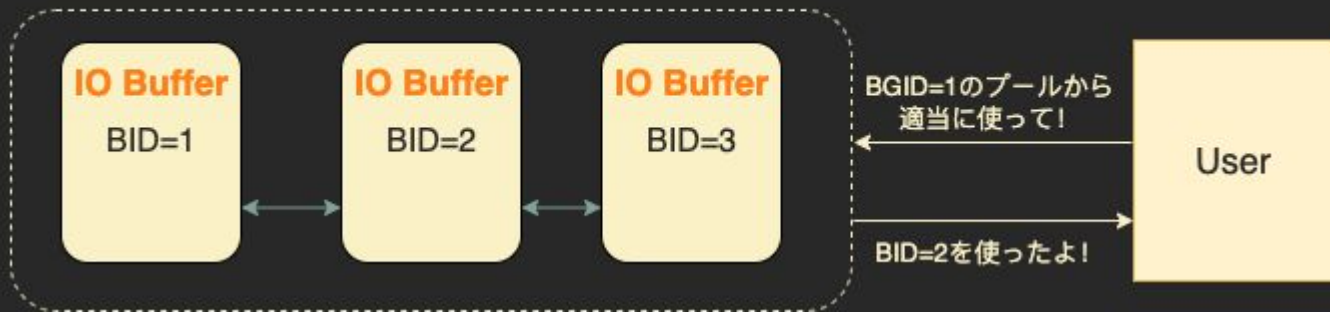 IO Buffer
BID=1
IO Buffer
BID=2
IO Buffer
BID=3
BGID=1のプールから
適当に使って!
BID=2を使ったよ!
User